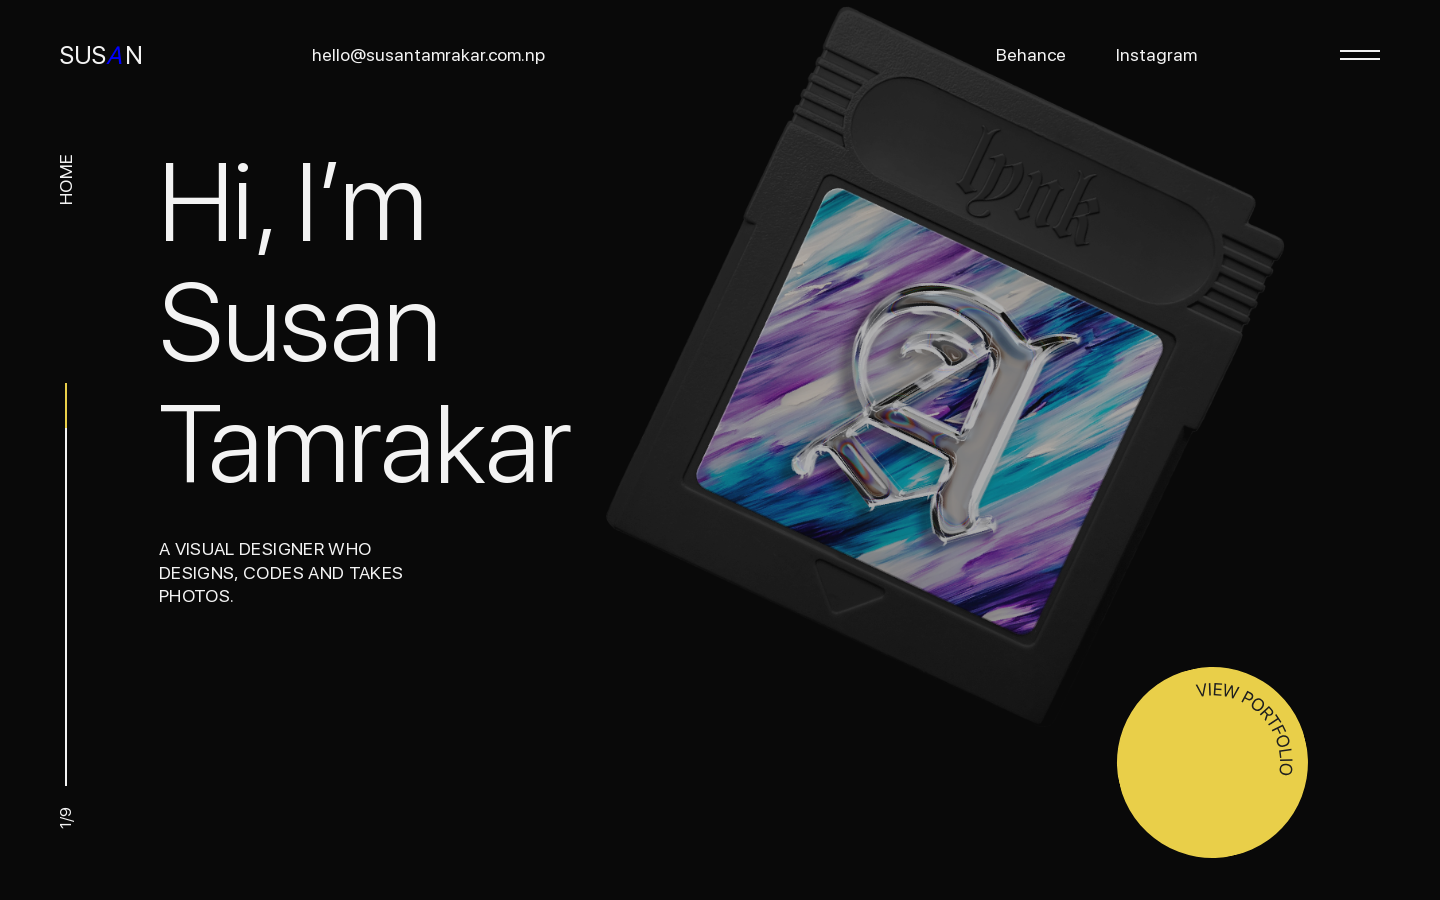 SUSAN
hello@susantamrakar.com.np
Behance
Instagram
HOME
Hi, I’m
Susan
Tamrakar
A VISUAL DESIGNER WHO
DESIGNS, CODES AND TAKES
PHOTOS.
lynk
A
VIEW PORTFOLIO
1/9